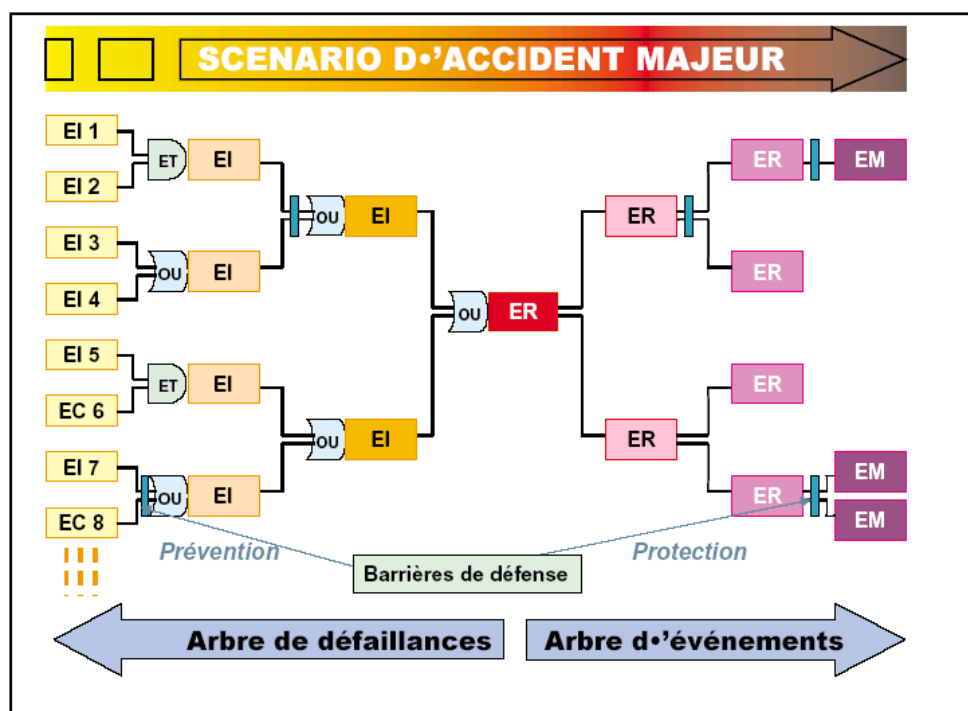 SCENARIO D•’ACCIDENT MAJEUR
EI 1
EI 2
EI 3
EI 4
EI 5
EC 6
EI 7
EC 8
ET
EI
OU
EI
ET
EI
OU
EI
OU
EI
OU
EI
OU
ER
ER
ER
ER
ER
ER
ER
EM
EM
EM
Prévention
Protection
Barrières de défense
Arbre de défaillances
Arbre d•’événements